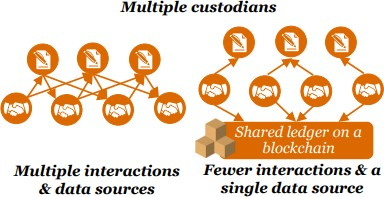 Multiple custodians
Shared ledger on a
blockchain
Multiple interactions
& data sources
Fewer interactions & a
single data source